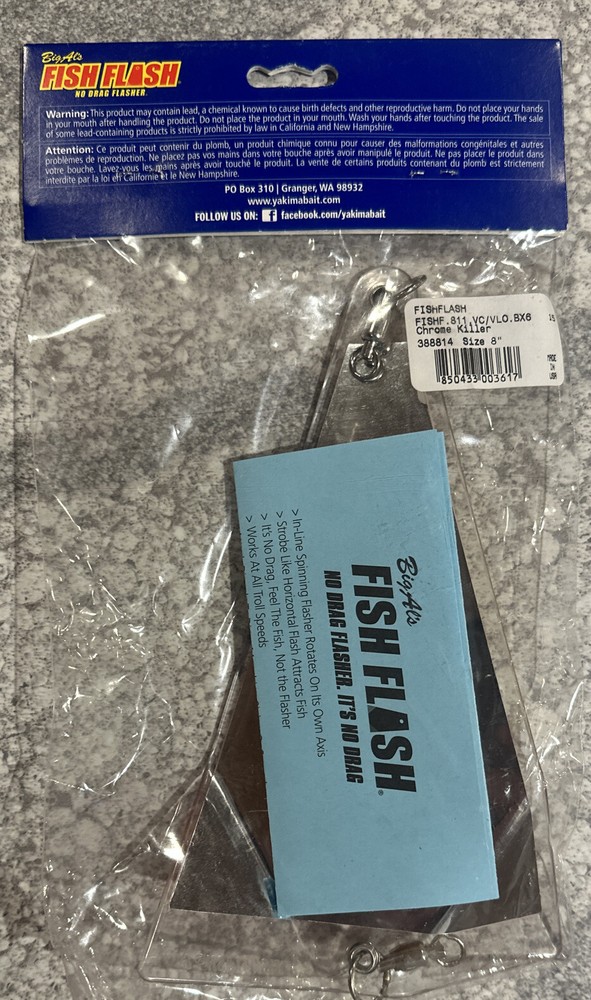 Big Al's
FISH FLASH
NO DRAG FLASHER.
Warning: This product may contain lead, a chemical known to cause birth defects and other reproductive harm. Do not place your hands
in your mouth after handling the product. Do not place the product in your mouth. Wash your hands after touching the product. The sale
of some lead-containing products is strictly prohibited by law in California and New Hampshire.
Attention: Ce produit peut contenir du plomb, un produit chimique connu pour causer des malformations congénitales et autres
problèmes de reproduction. Ne placez pas vos mains dans votre bouche après avoir manipulé le produit. Ne pas placer le produit dans
votre bouche. Lavez-vous les mains après avoir touché le produit. La vente de certains produits contenant du plomb est strictement
interdite par la loi en Californie et le New Hampshire.
PO Box 310 | Granger, WA 98932
www.yakimabait.com
FOLLOW US ON: f facebook.com/yakimabait
FISHFLASH
FISHF.811.VC/VLO.BX6
Chrome Killer
388814 Size 8"
850433 003617
MADE
IN
USA
Big Al's
FISH FLASH®
NO DRAG FLASHER. IT'S NO DRAG
> In-Line Spinning Flasher Rotates On Its Own Axis
> Strobe Like Horizontal Flash Attracts Fish
> It's No Drag, Feel The Fish, Not the Flasher
> Works At All Troll Speeds